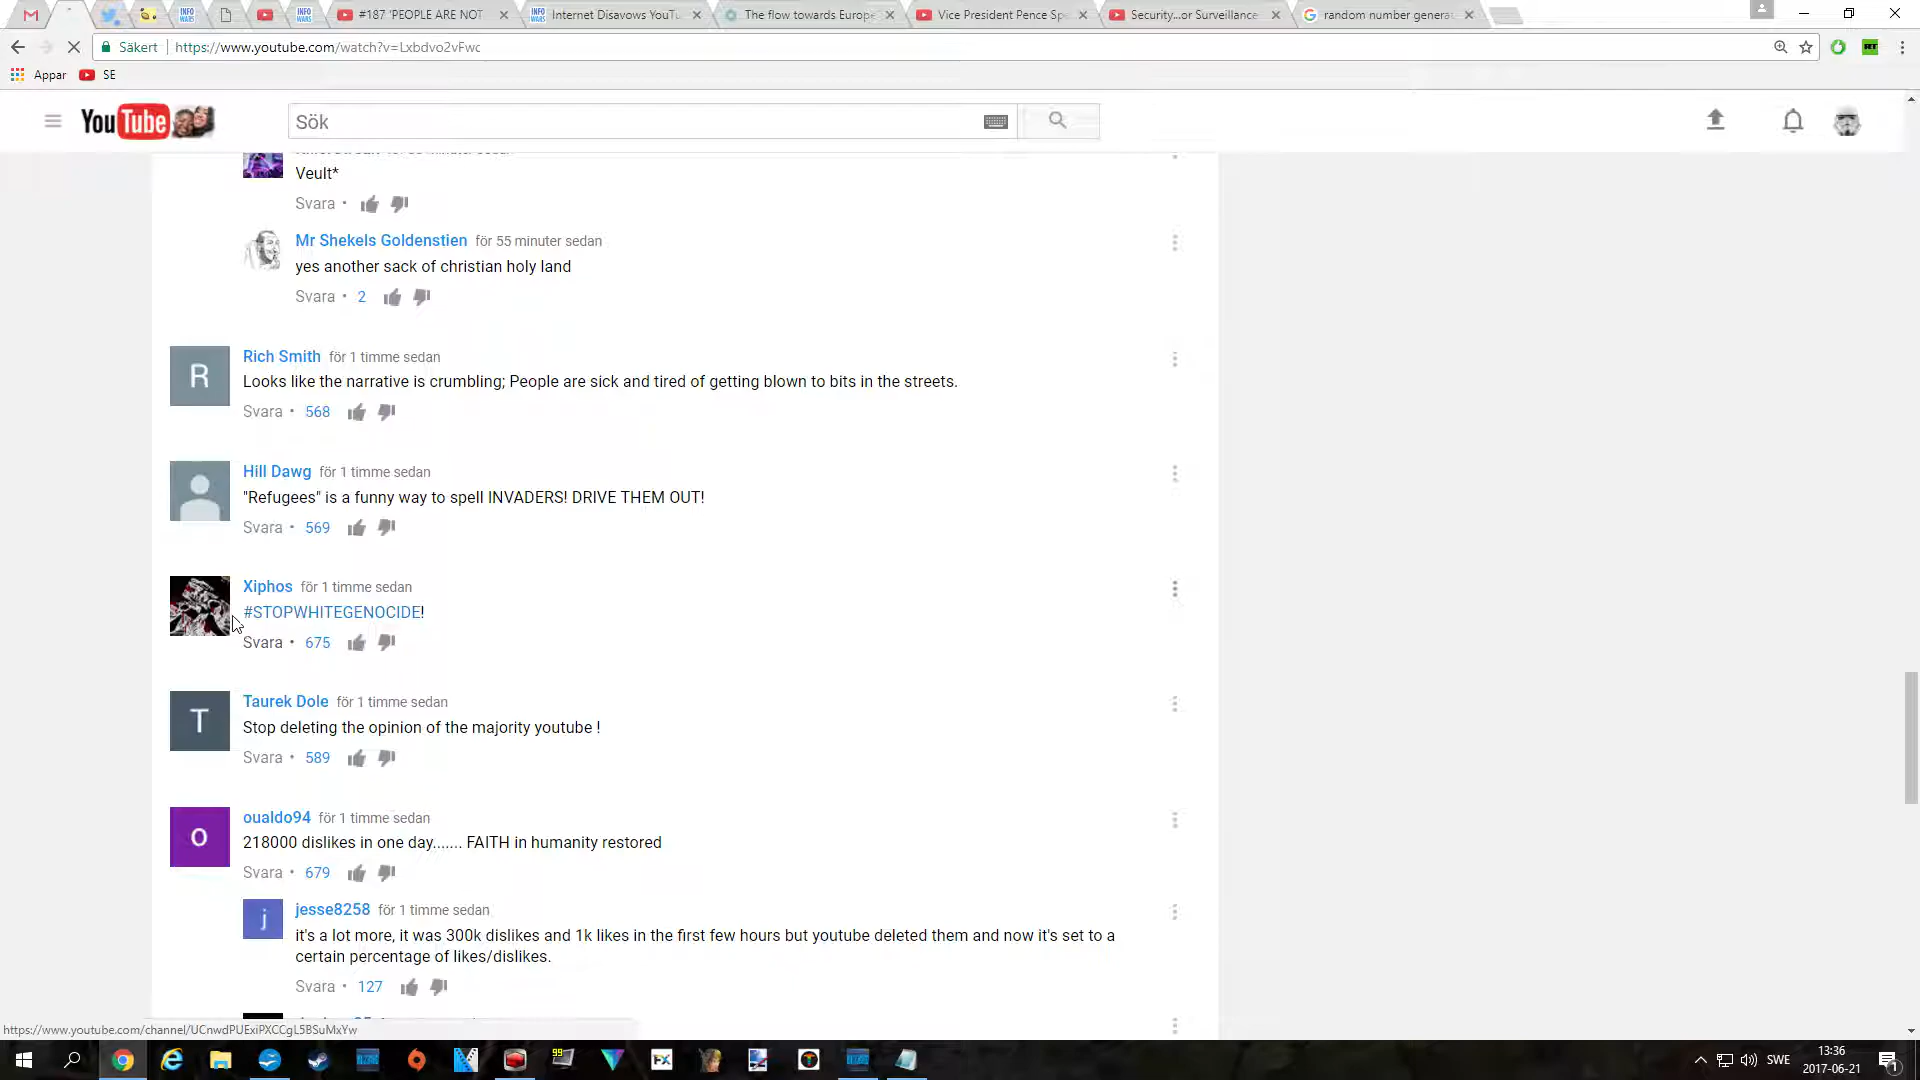 #187 'PEOPLE ARE NOT
Internet Disavows YouTu
The flow towards Europe
Vice President Pence Spe
Security...or Surveillance
random number genera
Säkert
https://www.youtube.com/watch?v=Lxbdvo2vFwc
Appar
SE
YouTube
Sök
Veult*
Svara •
Mr Shekels Goldenstien för 55 minuter sedan
yes another sack of christian holy land
Svara • 2
R
Rich Smith för 1 timme sedan
Looks like the narrative is crumbling; People are sick and tired of getting blown to bits in the streets.
Svara • 568
Hill Dawg för 1 timme sedan
"Refugees" is a funny way to spell INVADERS! DRIVE THEM OUT!
Svara • 569
Xiphos för 1 timme sedan
#STOPWHITEGENOCIDE!
Svara • 675
T
Taurek Dole för 1 timme sedan
Stop deleting the opinion of the majority youtube !
Svara • 589
o
oualdo94 för 1 timme sedan
218000 dislikes in one day....... FAITH in humanity restored
Svara • 679
j
jesse8258 för 1 timme sedan
it's a lot more, it was 300k dislikes and 1k likes in the first few hours but youtube deleted them and now it's set to a
certain percentage of likes/dislikes.
Svara • 127
https://www.youtube.com/channel/UCnwdPUExiPXCCgL5BSuMxYw
SWE
13:36
2017-06-21